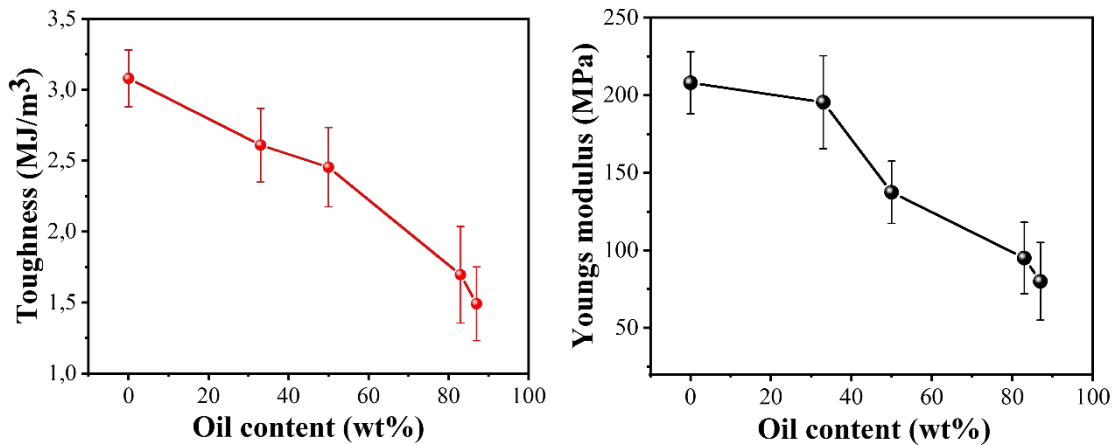 Toughness (MJ/m³)
3,5
3,0
2,5
2,0
1,5
1,0
0 20 40 60 80 100
Oil content (wt%)
Youngs modulus (MPa)
250
200
150
100
50
0 20 40 60 80 100
Oil content (wt%)